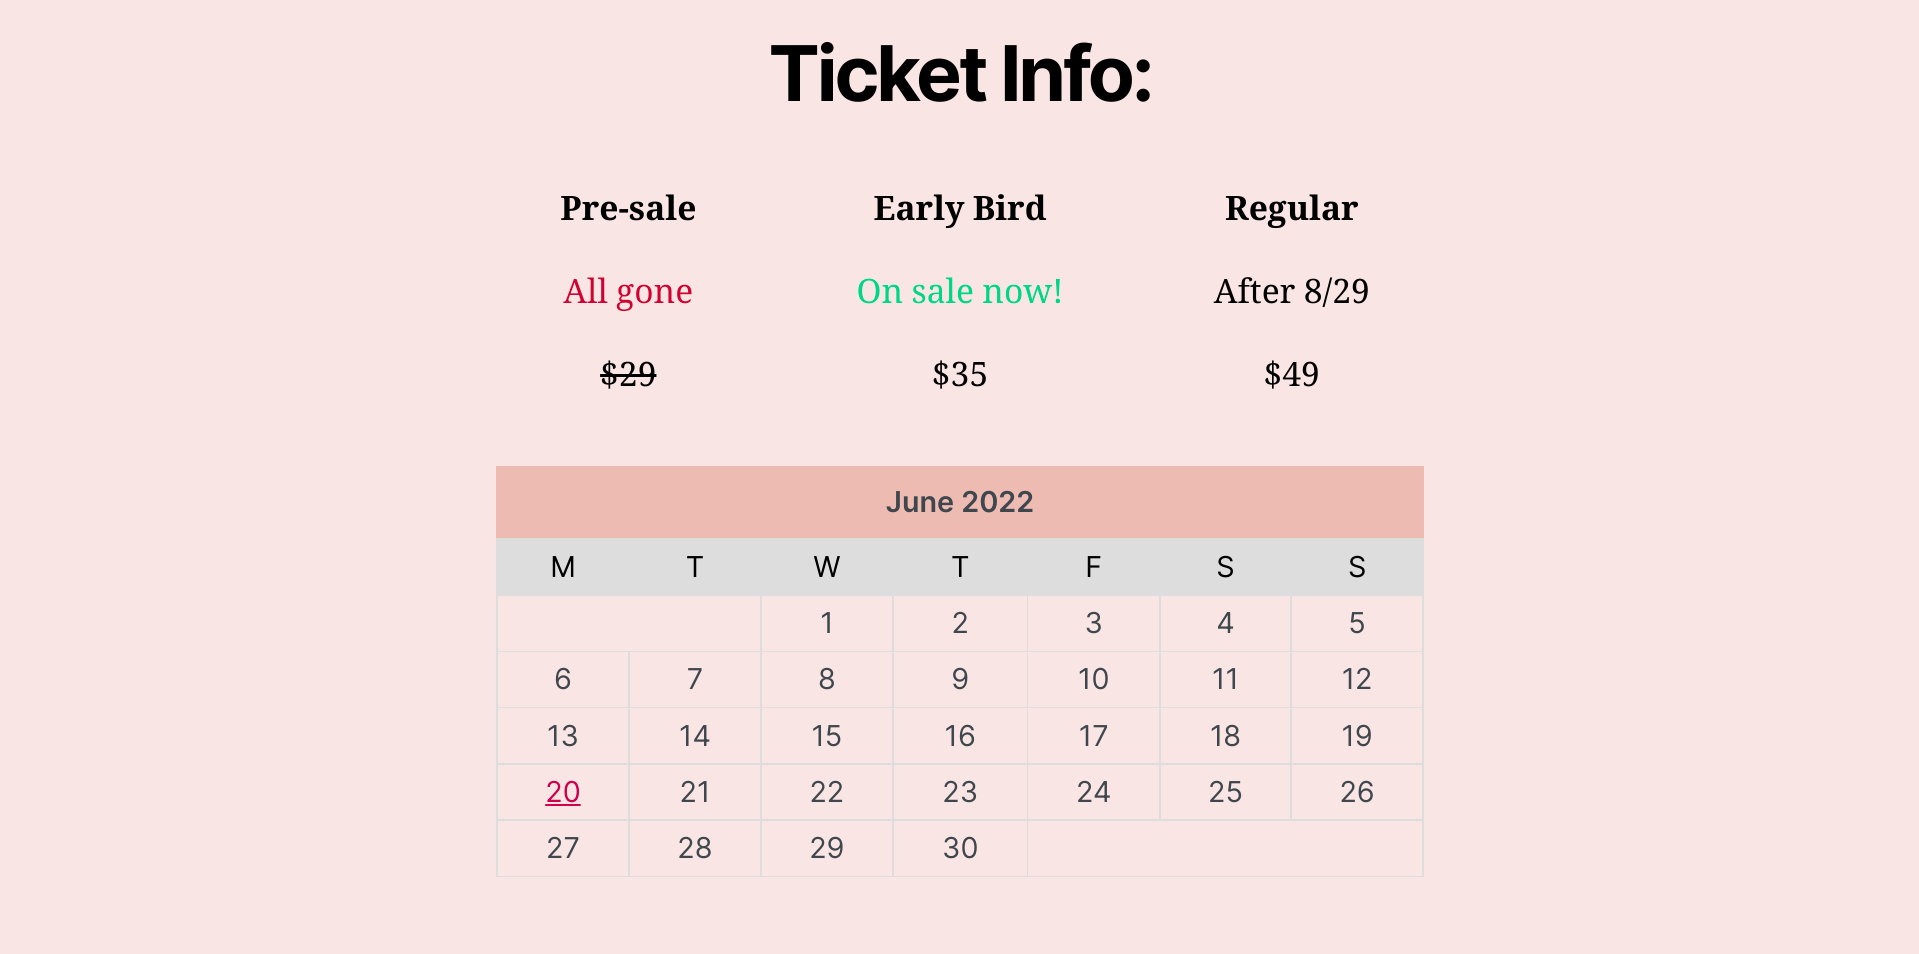 Ticket Info:
Pre-sale Early Bird Regular
All gone On sale now! After 8/29
$29 $35 $49
June 2022
M T W T F S S
1 2 3 4 5
6 7 8 9 10 11 12
13 14 15 16 17 18 19
20 21 22 23 24 25 26
27 28 29 30